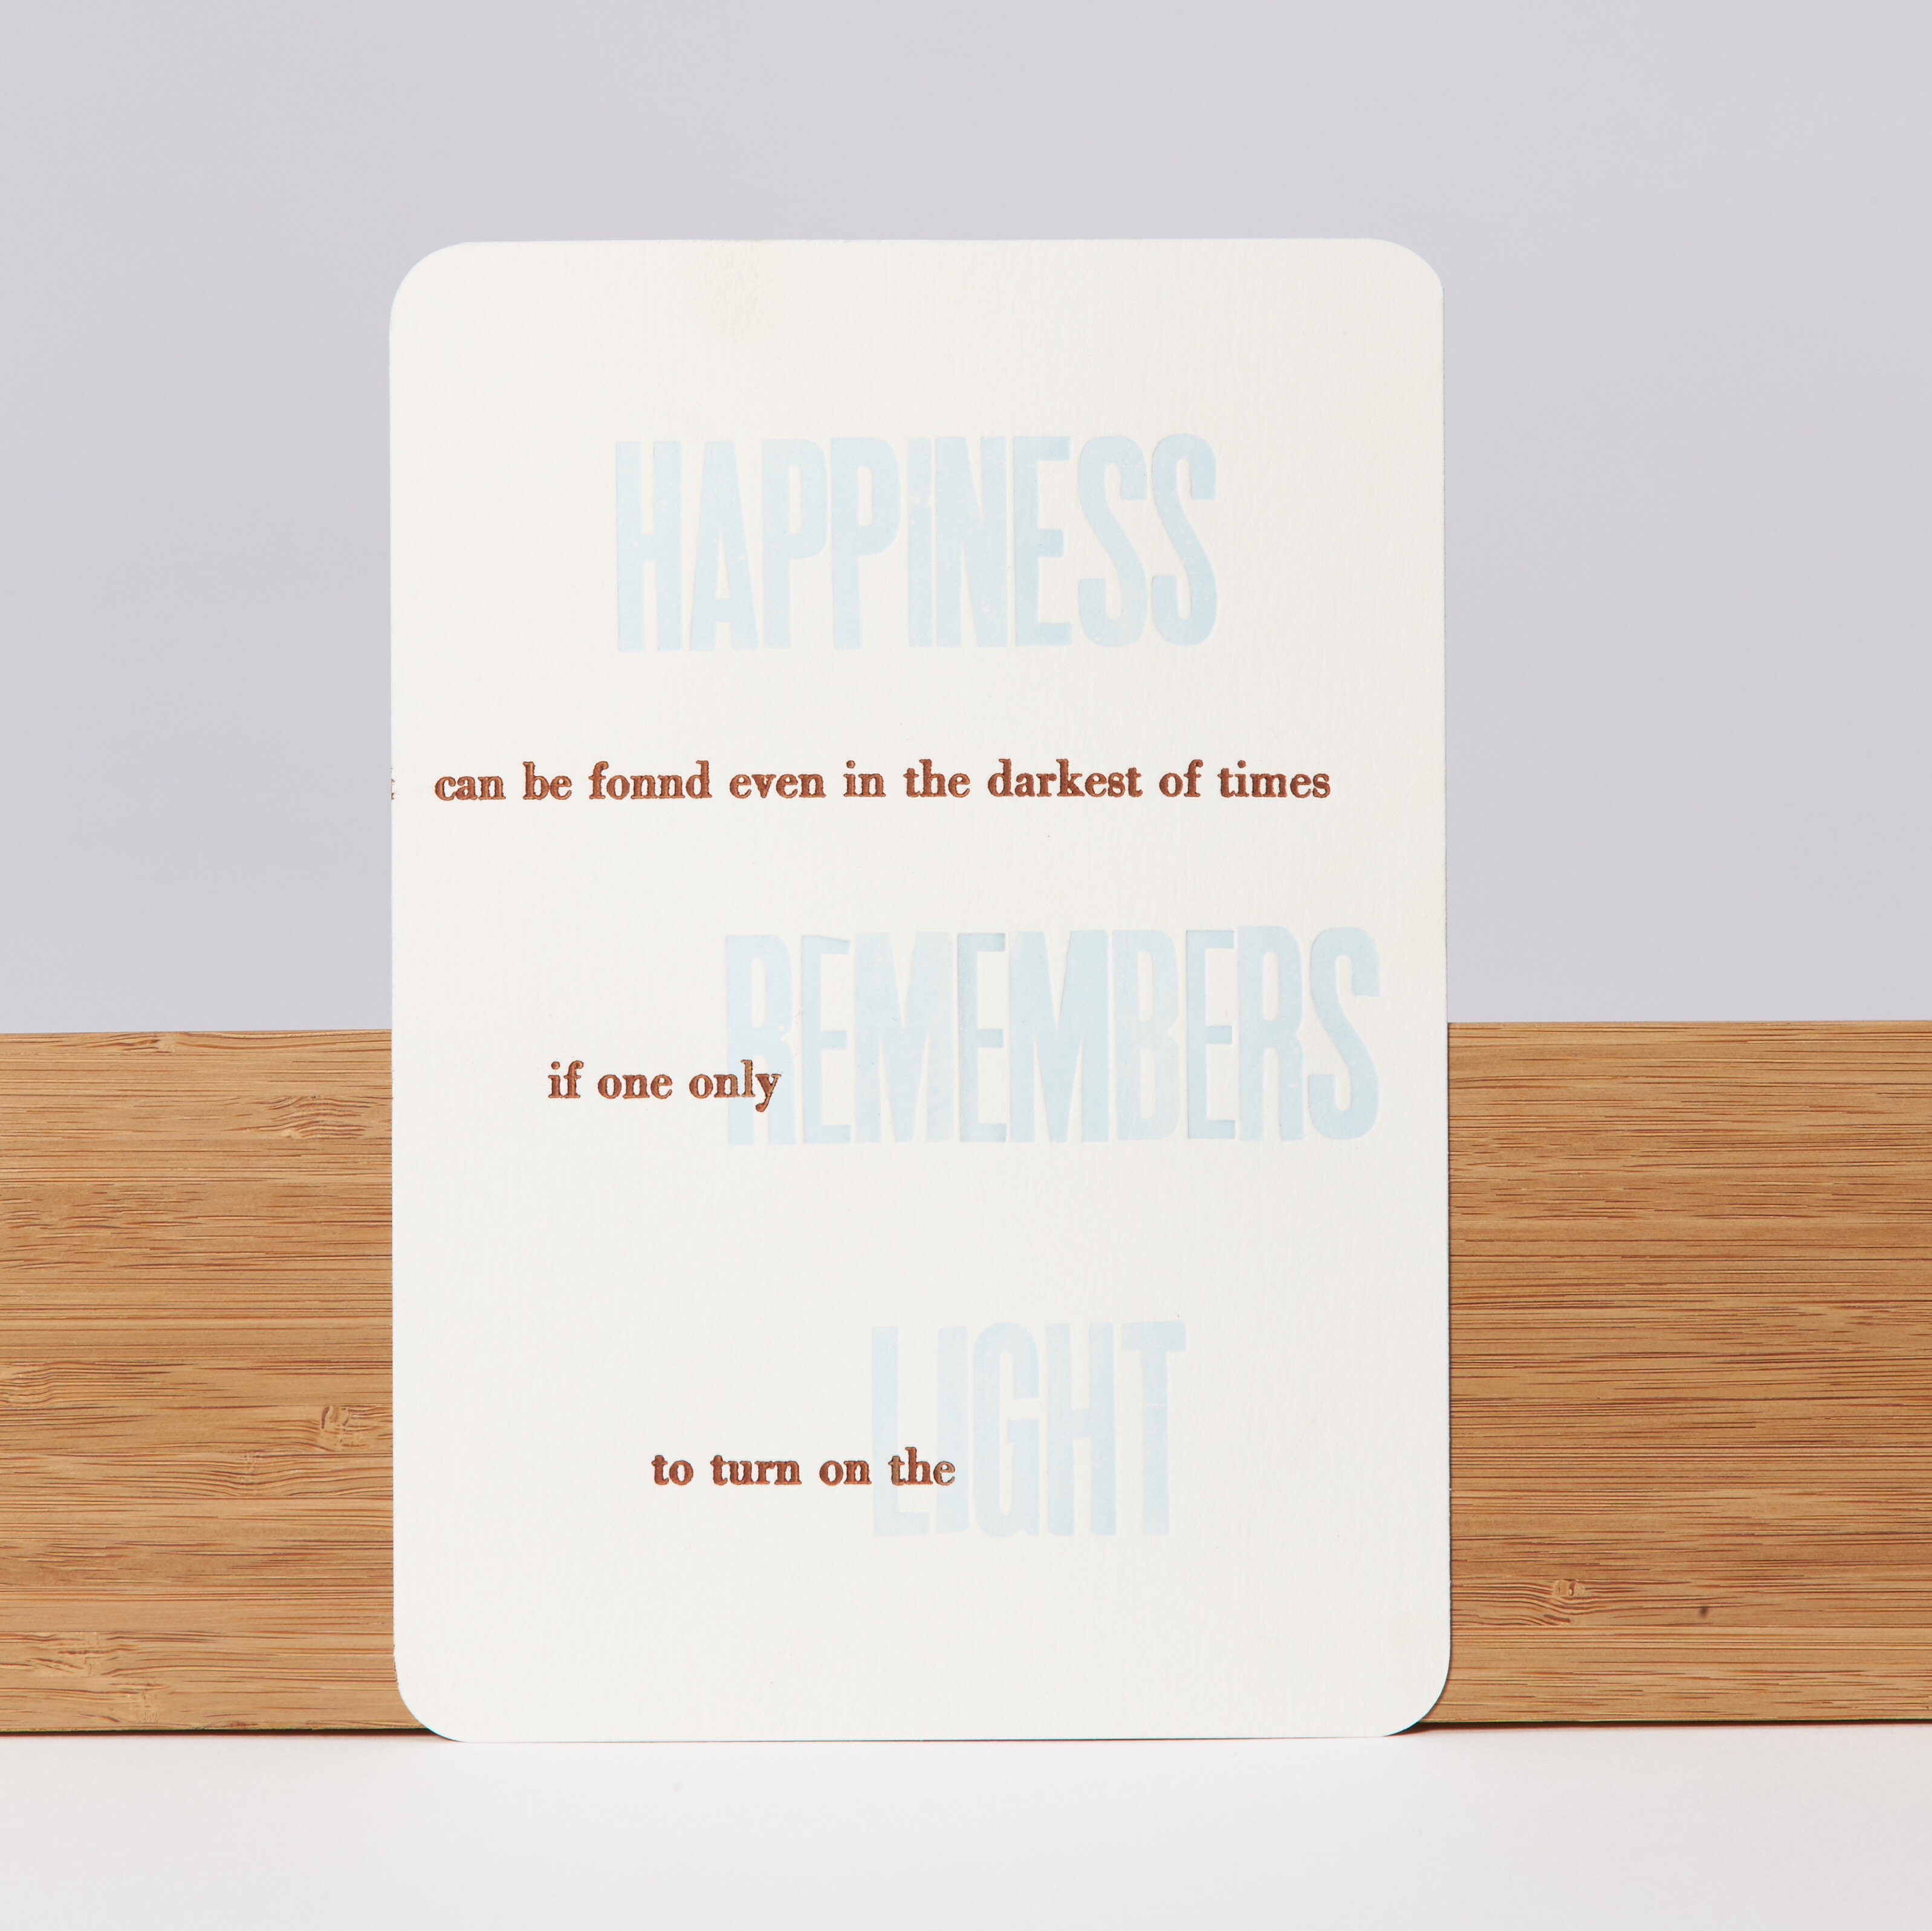 HAPPINESS
can be fonnd even in the darkest of times
if one only REMEMBERS
to turn on the LIGHT